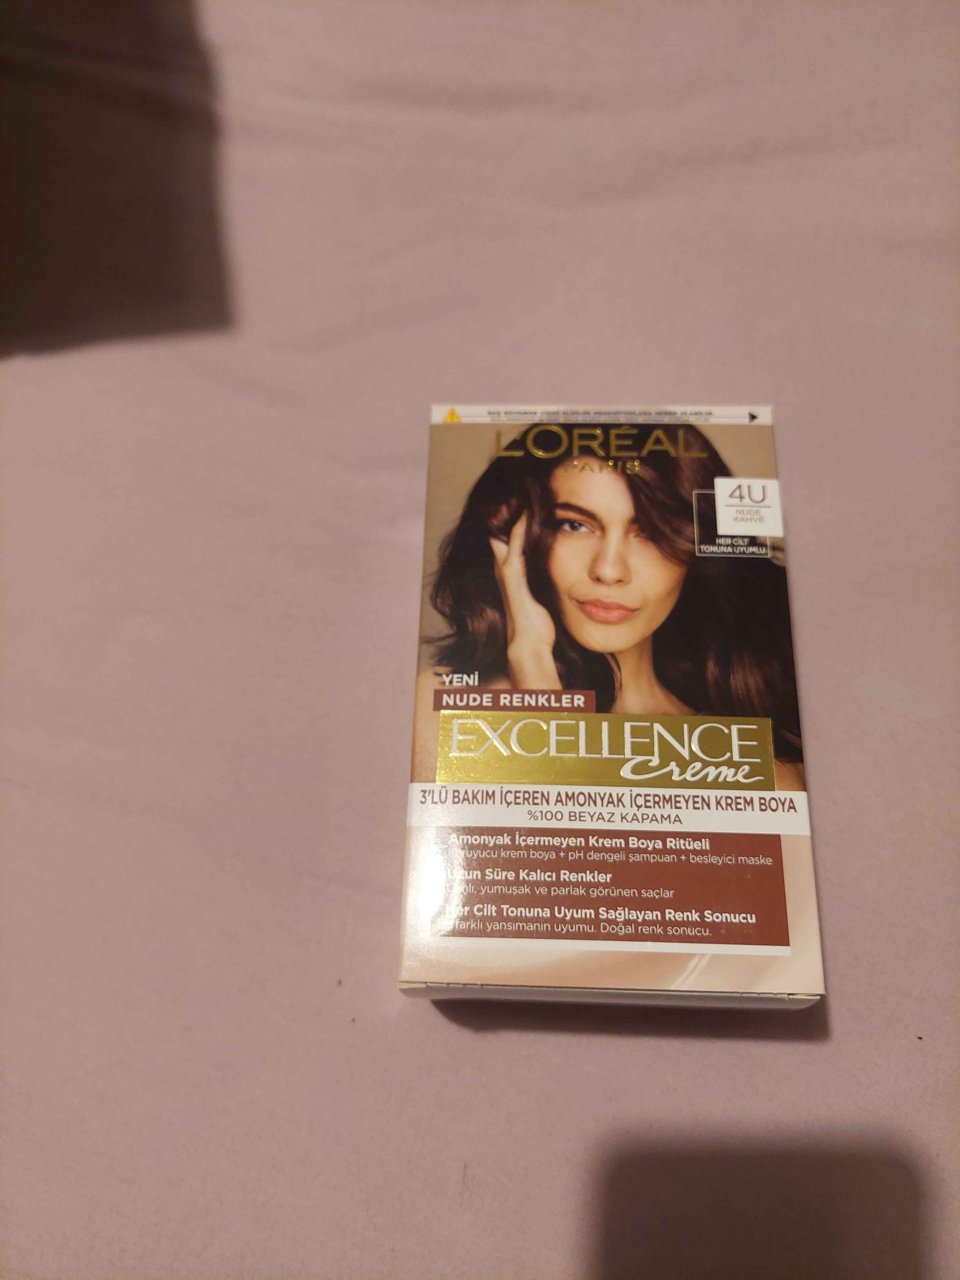 L'ORÉAL
PARIS
4U
NUDE
KAHVE
HER CİLT
TONUNA UYUMLU
YENİ
NUDE RENKLER
EXCELLENCE
Creme
3'LÜ BAKIM İÇEREN AMONYAK İÇERMEYEN KREM BOYA
%100 BEYAZ KAPAMA
Amonyak İçermeyen Krem Boya Ritüeli
krem boya + pH dengeli şampuan + besleyici maske
Uzun Süre Kalıcı Renkler
Canlı, yumuşak ve parlak görünen saçlar
Her Cilt Tonuna Uyum Sağlayan Renk Sonucu
farklı yansımanın uyumu. Doğal renk sonucu.